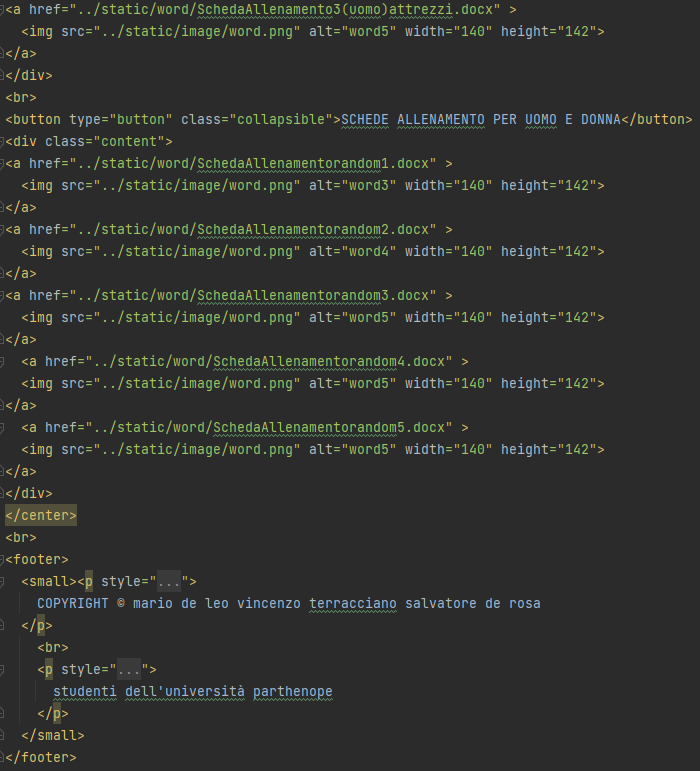 <a href="../static/word/SchedaAllenamento3(uomo)attrezzi.docx" >
<img src="../static/image/word.png" alt="word5" width="140" height="142">
</a>
</div>
<br>
<button type="button" class="collapsible">SCHEDE ALLENAMENTO PER UOMO E DONNA</button>
<div class="content">
<a href="../static/word/SchedaAllenamentorandom1.docx" >
<img src="../static/image/word.png" alt="word3" width="140" height="142">
</a>
<a href="../static/word/SchedaAllenamentorandom2.docx" >
<img src="../static/image/word.png" alt="word4" width="140" height="142">
</a>
<a href="../static/word/SchedaAllenamentorandom3.docx" >
<img src="../static/image/word.png" alt="word5" width="140" height="142">
</a>
<a href="../static/word/SchedaAllenamentorandom4.docx" >
<img src="../static/image/word.png" alt="word5" width="140" height="142">
</a>
<a href="../static/word/SchedaAllenamentorandom5.docx" >
<img src="../static/image/word.png" alt="word5" width="140" height="142">
</a>
</div>
</center>
<br>
<footer>
<small><p style="...">
COPYRIGHT © mario de leo vincenzo terracciano salvatore de rosa
</p>
<br>
<p style="...">
studenti dell'università parthenope
</p>
</small>
</footer>